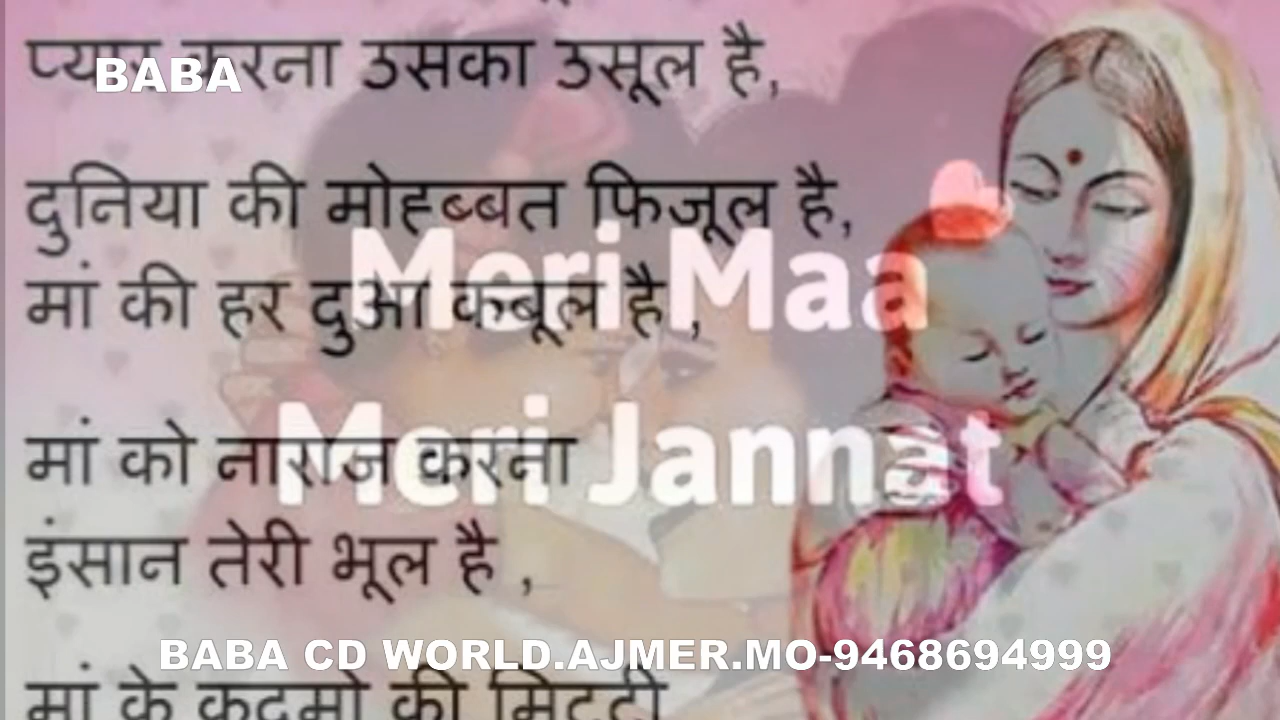 प्यार करना उसका उसूल है,
BABA
दुनिया की मोहब्बत फिजूल है,
Meri Maa
मां की हर दुआ कबूल है ,
Meri Jannat
मां को नाराज करना
इंसान तेरी भूल है ,
BABA CD WORLD.AJMER.MO-9468694999
मां के कदमो की मिट्टी